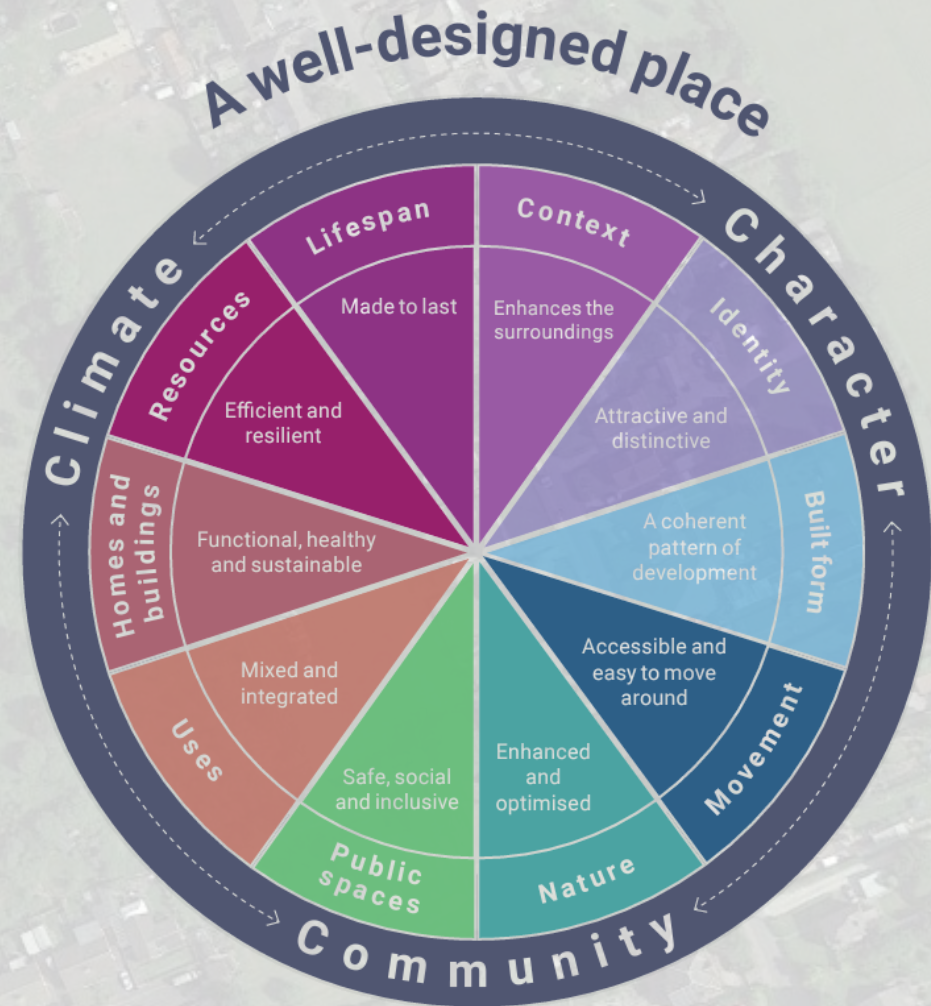 A well-designed place
Climate
Character
Community
Context
Enhances the
surroundings
Identity
Attractive and
distinctive
Built form
A coherent
pattern of
development
Movement
Accessible and
easy to move
around
Nature
Enhanced
and
optimised
Public
spaces
Safe, social
and inclusive
Uses
Mixed and
integrated
Homes and
buildings
Functional, healthy
and sustainable
Resources
Efficient and
resilient
Lifespan
Made to last